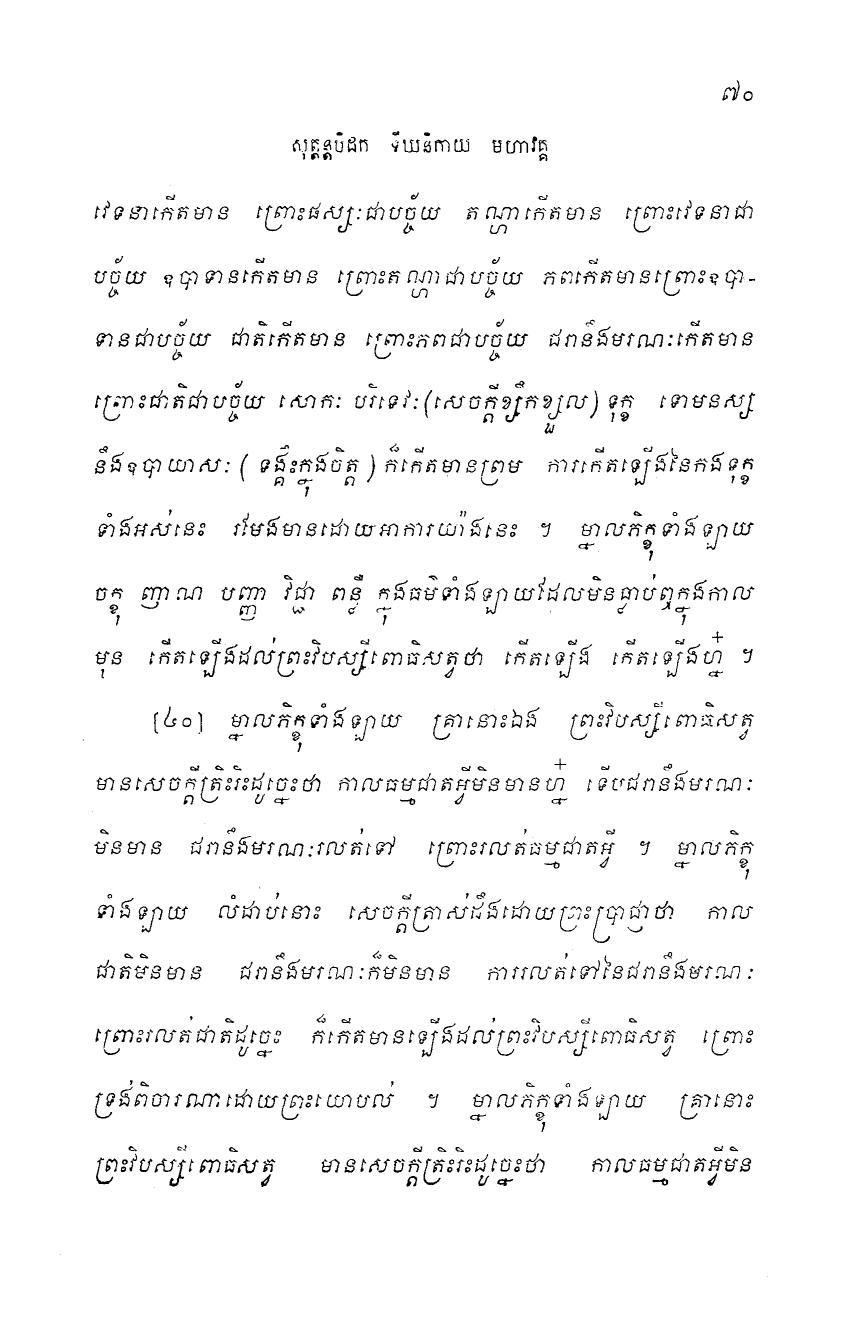 ៧០
សុត្តន្តបិដក ទីឃនិកាយ មហាវគ្គ
វេទនាកើតមាន ព្រោះផស្សៈជាបច្ច័យ តណ្ហាកើតមាន ព្រោះវេទនាជា
បច្ច័យ ឧបាទានកើតមាន ព្រោះតណ្ហាជាបច្ច័យ ភពកើតមានព្រោះឧបា-
ទានជាបច្ច័យ ជាតិកើតមាន ព្រោះភពជាបច្ច័យ ជរានឹងមរណៈកើតមាន
ព្រោះជាតិជាបច្ច័យ សោកៈ បរិទេវៈ(សេចក្តីខ្សឹកខ្សួល) ទុក្ខ ទោមនស្ស
នឹងឧបាយាសៈ ( ទង្គឹះក្នុងចិត្ត ) ក៏កើតមានព្រម ការកើតឡើងនៃកងទុក្ខ
ទាំងអស់នេះ រមែងមានដោយអាការយ៉ាងនេះ ។ ម្នាលភិក្ខុទាំងឡាយ
ចក្ខុ ញាណ បញ្ញា វិជ្ជា ពន្លឺ ក្នុងធម៌ទាំងឡាយដែលមិនធ្លាប់ឮក្នុងកាល
មុន កើតឡើងដល់ព្រះវិបស្សីពោធិសត្វថា កើតឡើង កើតឡើងហ្ន៎ ។
[៤០] ម្នាលភិក្ខុទាំងឡាយ គ្រានោះឯង ព្រះវិបស្សីពោធិសត្វ
មានសេចក្តីត្រិះរិះដូច្នេះថា កាលធម្មជាតអ្វីមិនមានហ្ន៎ ទើបជរានឹងមរណៈ
មិនមាន ជរានឹងមរណៈរលត់ទៅ ព្រោះរលត់ធម្មជាតអ្វី ។ ម្នាលភិក្ខុ
ទាំងឡាយ លំដាប់នោះ សេចក្តីត្រាស់ដឹងដោយព្រះប្រាជ្ញាថា កាល
ជាតិមិនមាន ជរានឹងមរណៈក៏មិនមាន ការរលត់ទៅនៃជរានឹងមរណៈ
ព្រោះរលត់ជាតិដូច្នេះ ក៏កើតមានឡើងដល់ព្រះវិបស្សីពោធិសត្វ ព្រោះ
ទ្រង់ពិចារណាដោយព្រះយោបល់ ។ ម្នាលភិក្ខុទាំងឡាយ គ្រានោះ
ព្រះវិបស្សីពោធិសត្វ មានសេចក្តីត្រិះរិះដូច្នេះថា កាលធម្មជាតអ្វីមិន